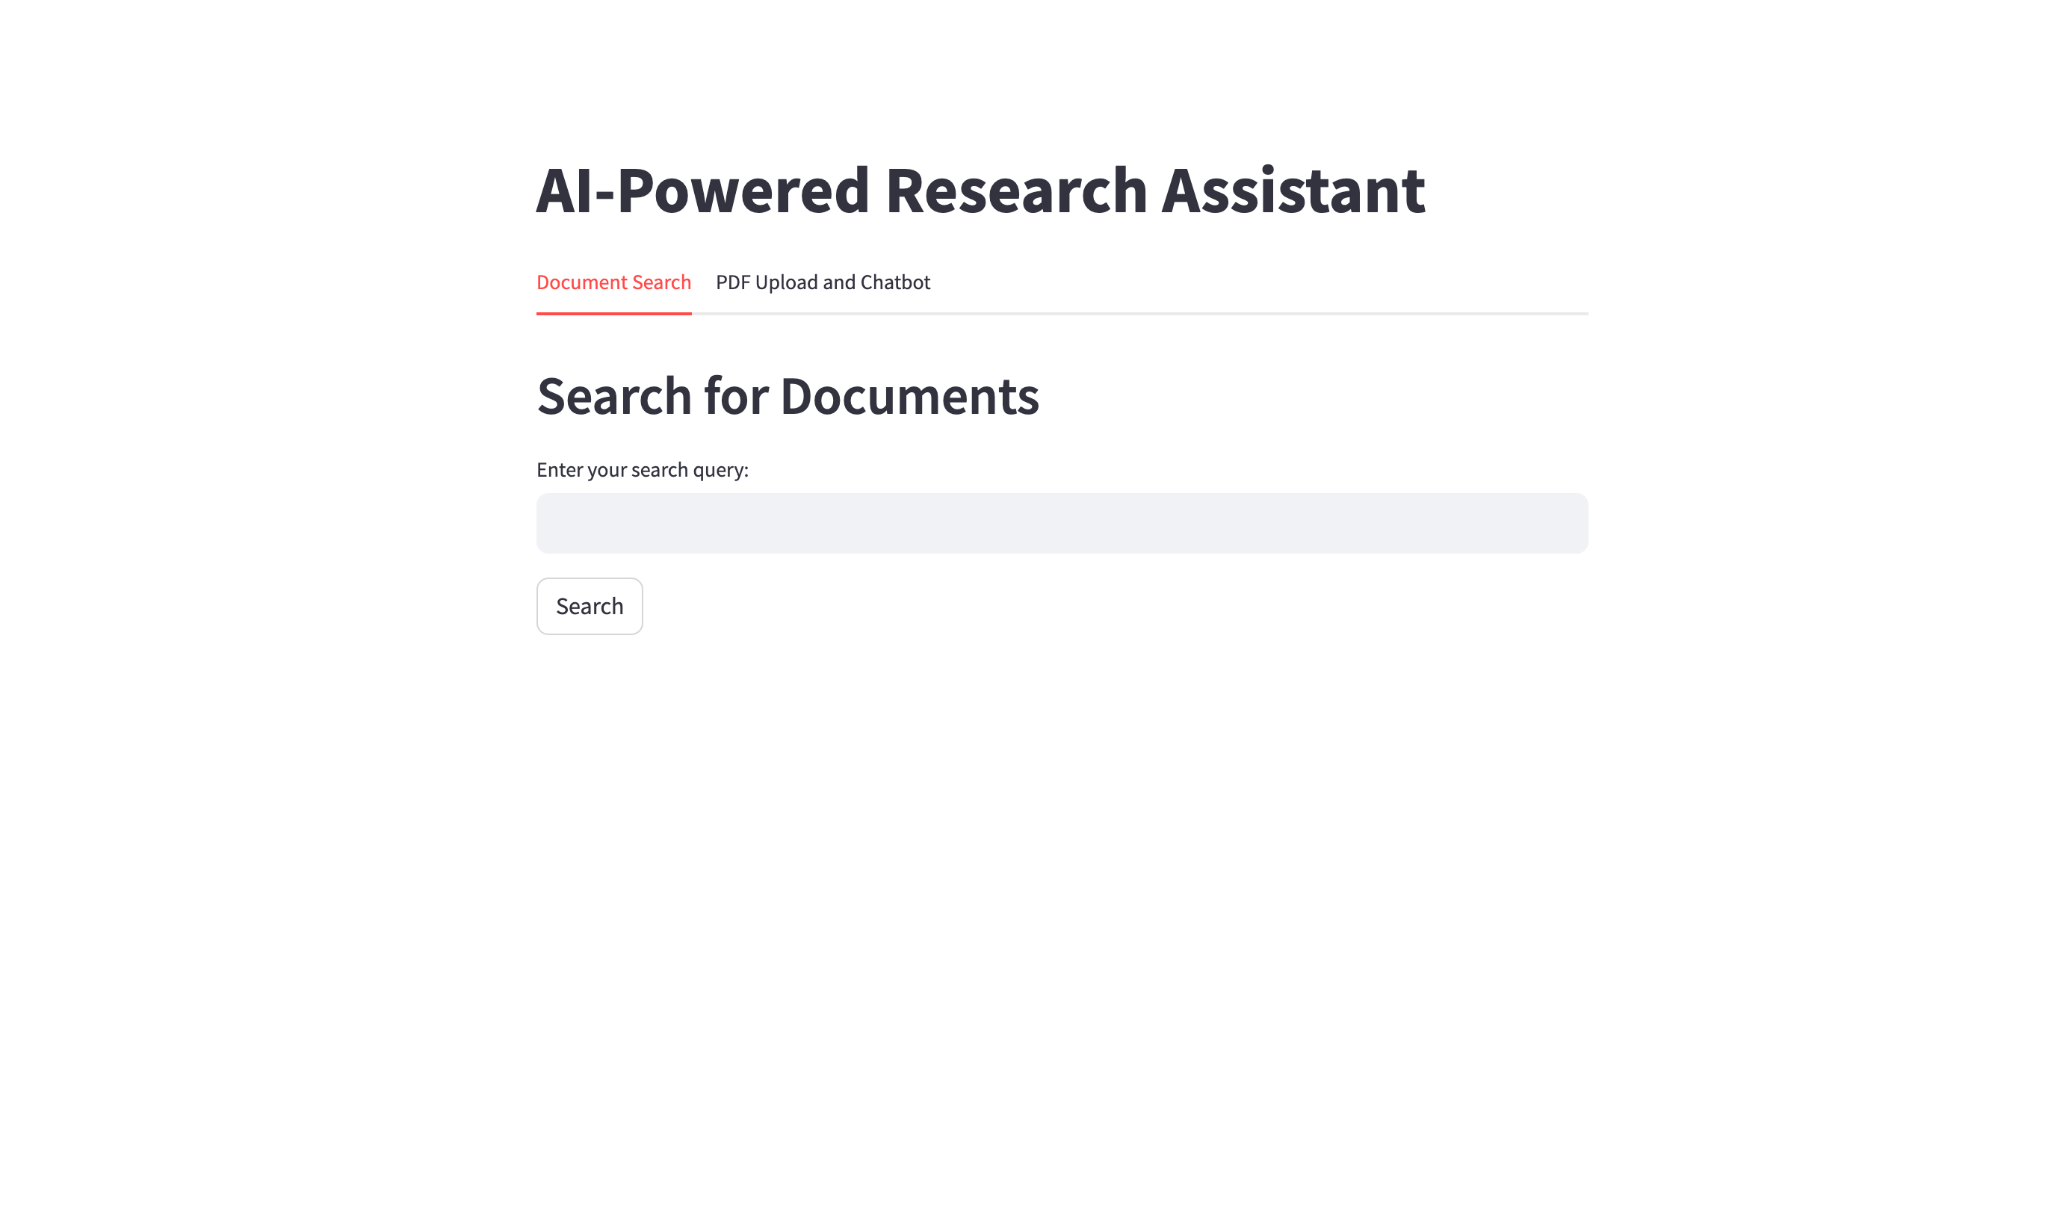 AI-Powered Research Assistant
Document Search PDF Upload and Chatbot
Search for Documents
Enter your search query:
Search